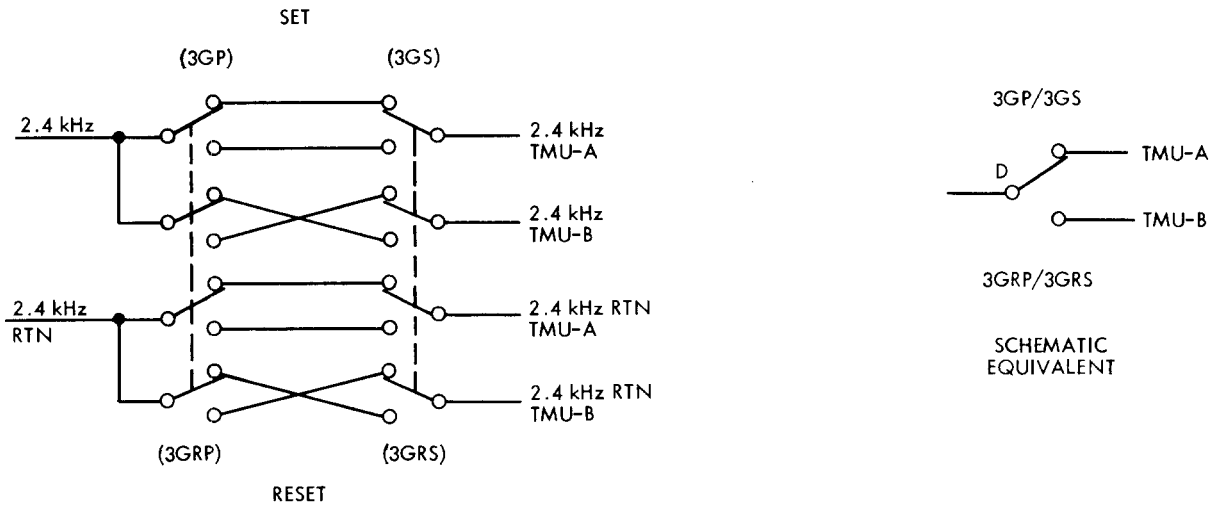 SET
(3GP)
(3GS)
2.4 kHz
2.4 kHz
TMU-A
2.4 kHz
TMU-B
2.4 kHz
RTN
2.4 kHz RTN
TMU-A
2.4 kHz RTN
TMU-B
(3GRP)
(3GRS)
RESET
3GP/3GS
D
TMU-A
TMU-B
3GRP/3GRS
SCHEMATIC
EQUIVALENT